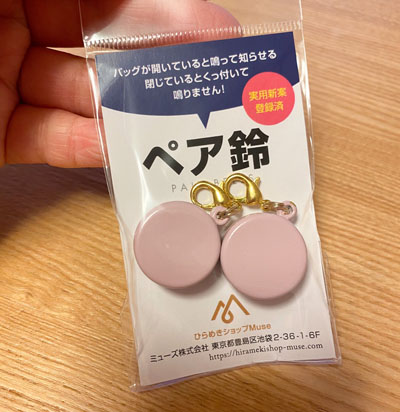 バッグが開いていると鳴って知らせる
閉じているとくっ付いて
鳴りません!
実用新案
登録済
ペア鈴
ひらめきショップMuse
ミューズ株式会社 東京都豊島区池袋2-36-1-6F
https://hiramekishop-muse.com